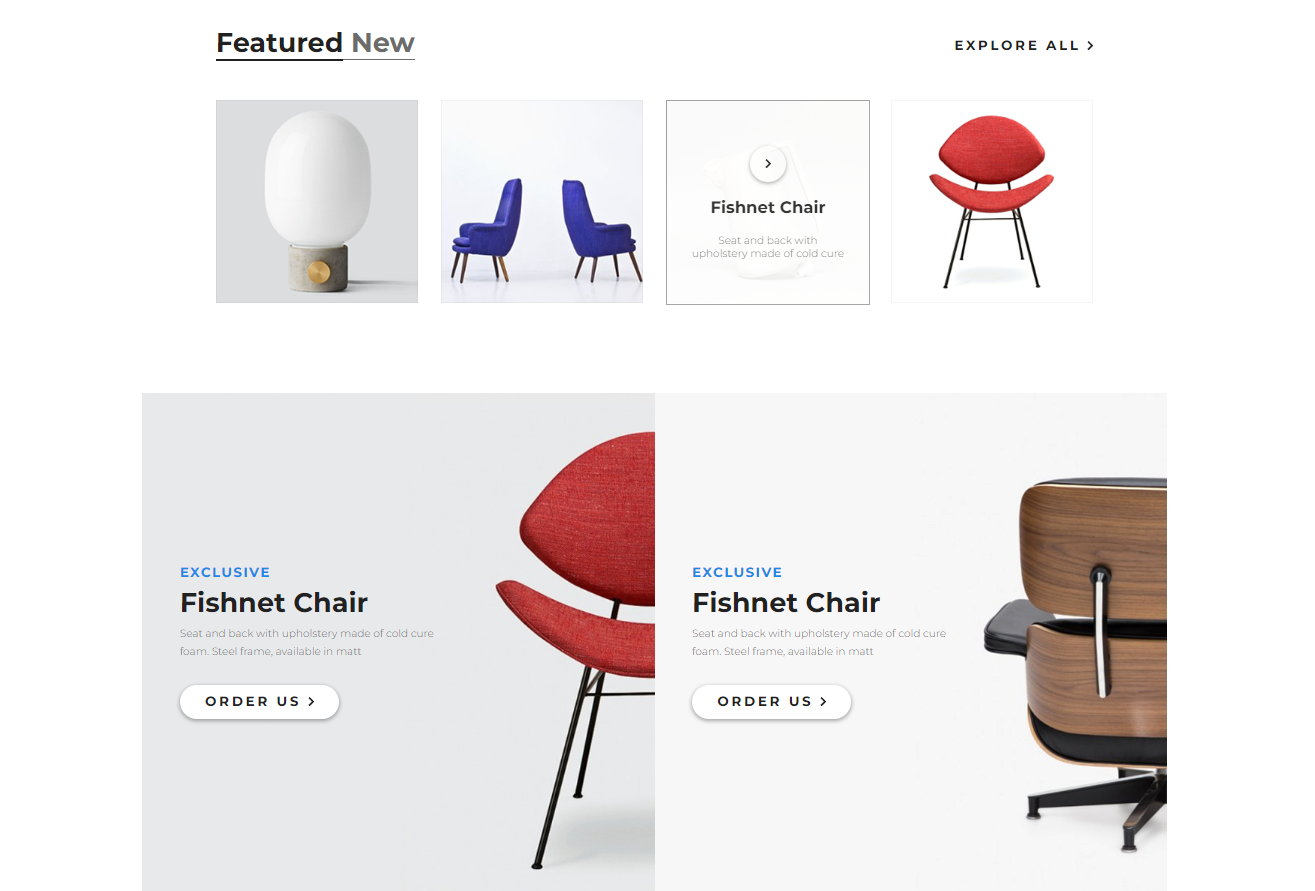 Featured New
EXPLORE ALL >
Fishnet Chair
Seat and back with
upholstery made of cold cure
EXCLUSIVE
Fishnet Chair
Seat and back with upholstery made of cold cure
foam. Steel frame, available in matt
ORDER US >
EXCLUSIVE
Fishnet Chair
Seat and back with upholstery made of cold cure
foam. Steel frame, available in matt
ORDER US >